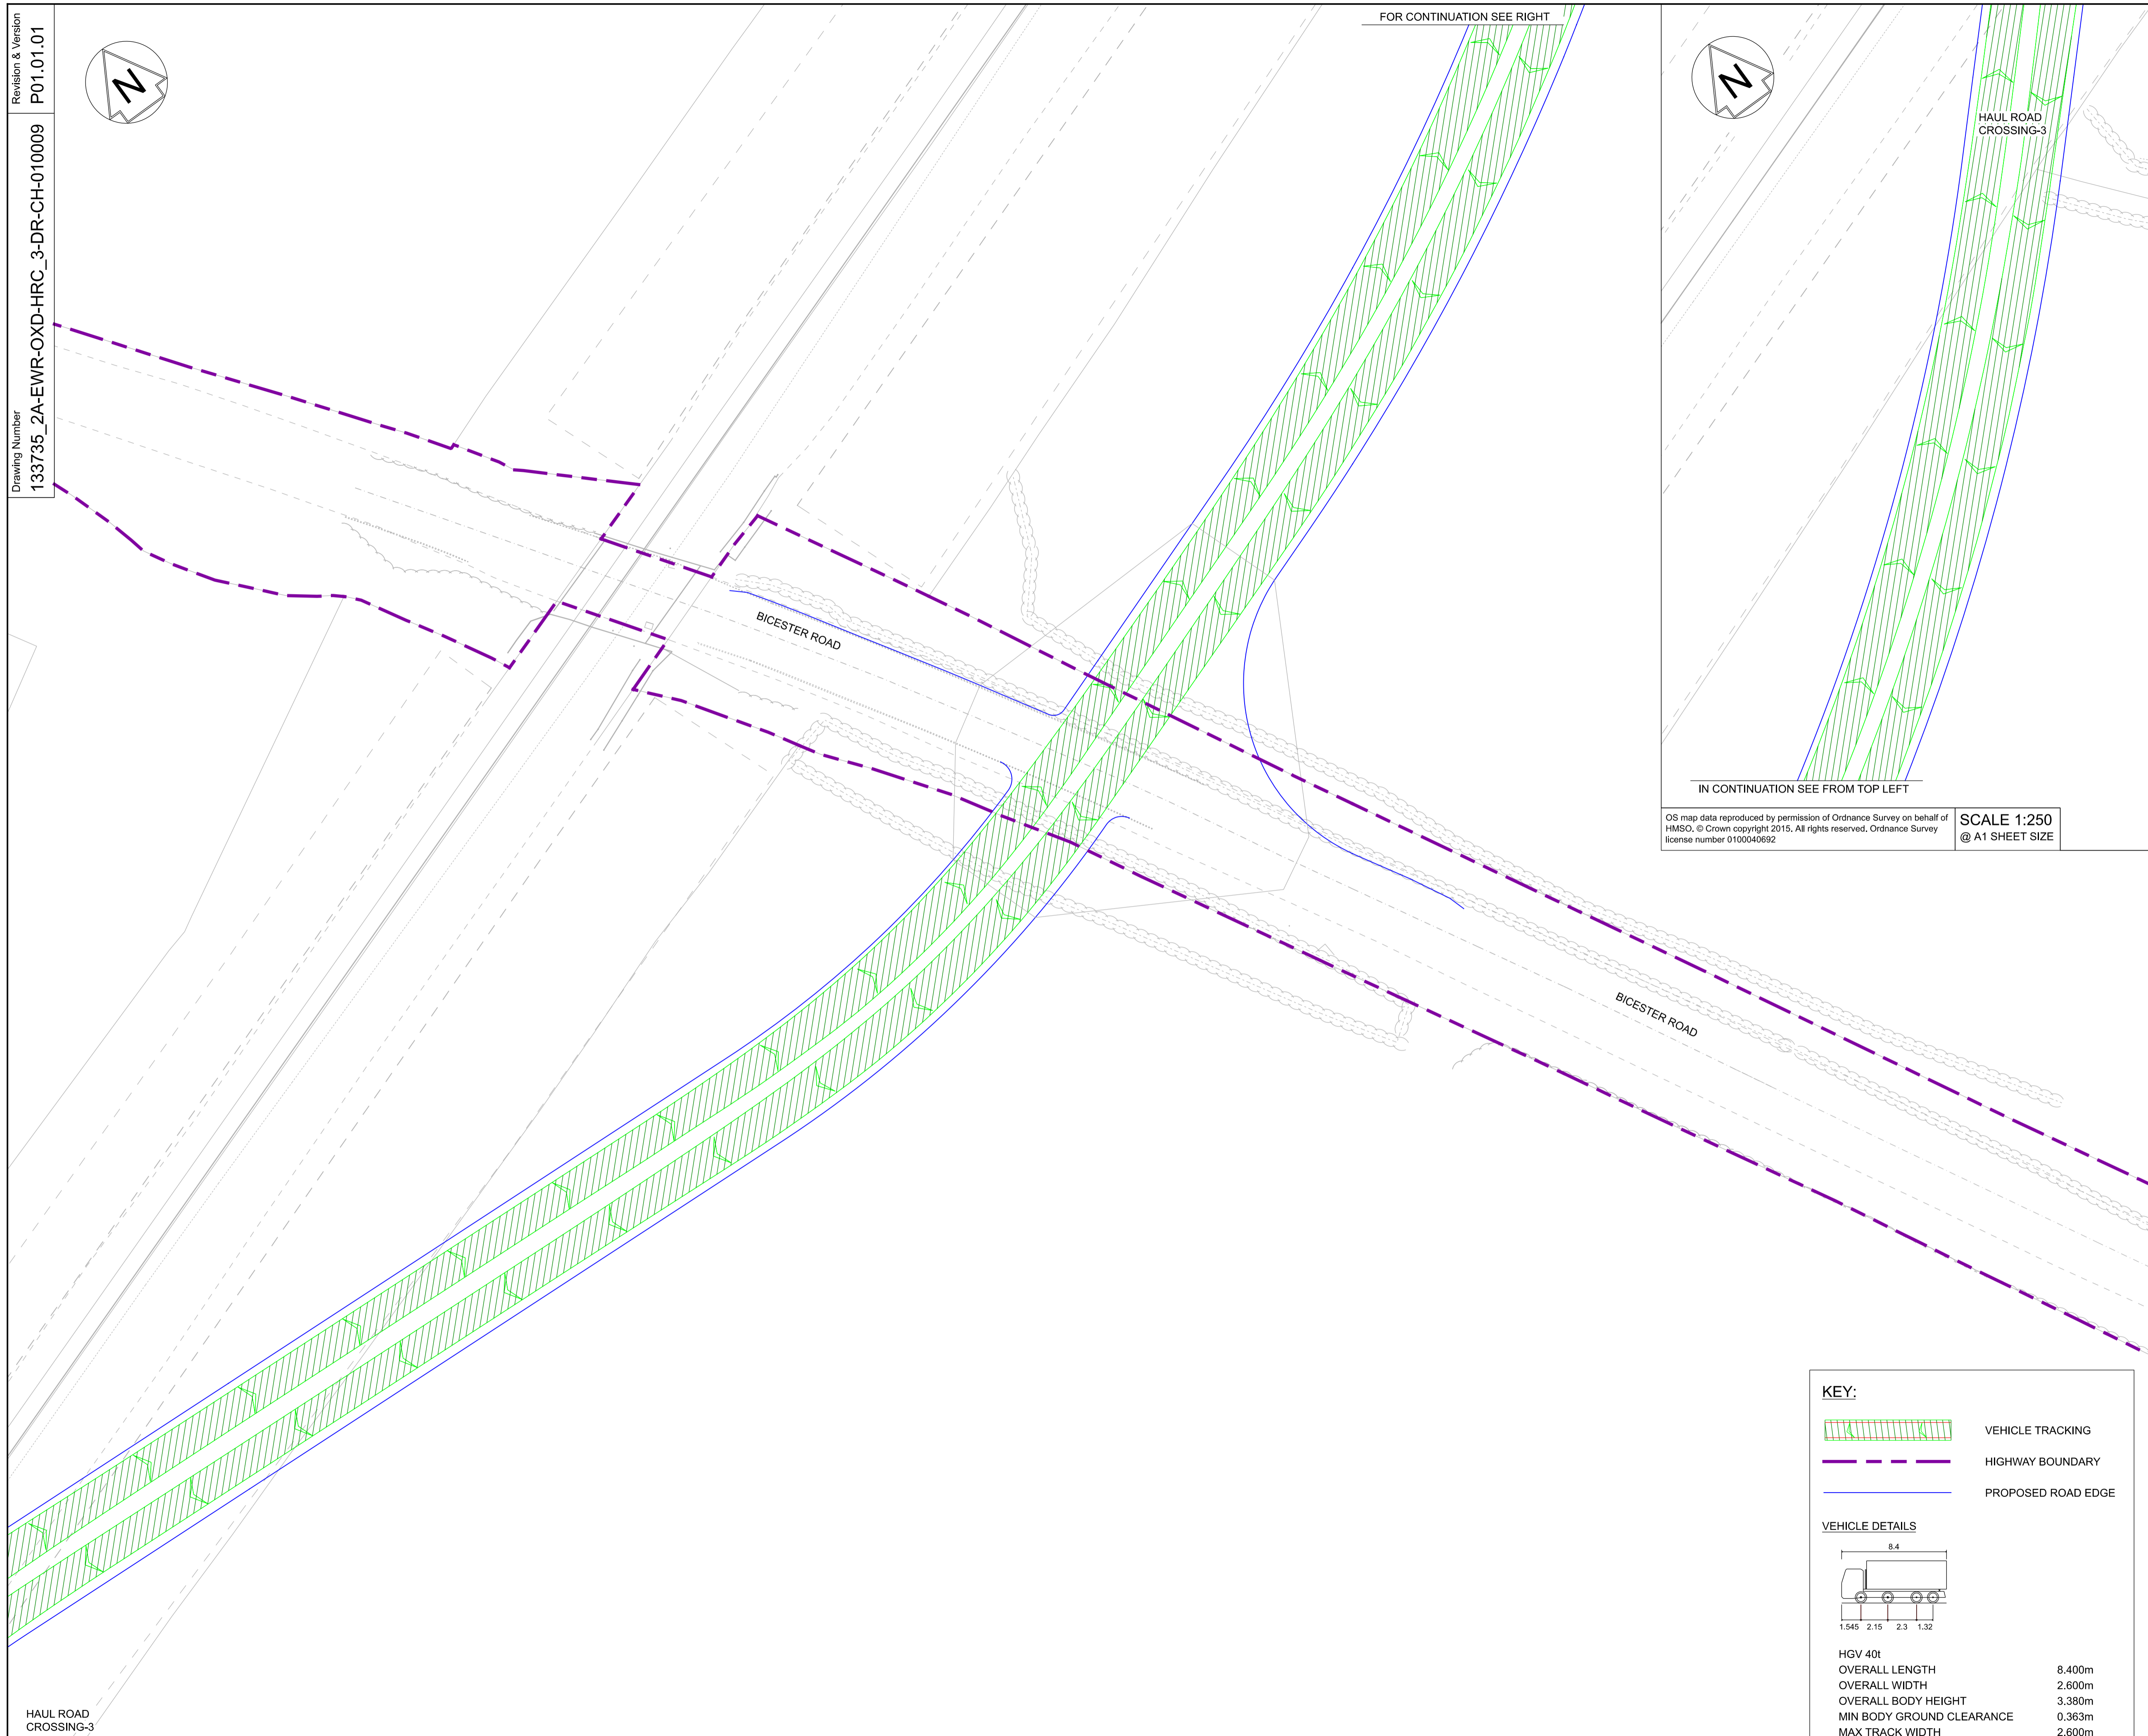 Revision & Version
P01.01.01
Drawing Number
133735_2A-EWR-OXD-HRC_3-DR-CH-010009
N
FOR CONTINUATION SEE RIGHT
N
HAUL ROAD
CROSSING-3
BICESTER ROAD
IN CONTINUATION SEE FROM TOP LEFT
OS map data reproduced by permission of Ordnance Survey on behalf of
HMSO. © Crown copyright 2015. All rights reserved. Ordnance Survey
license number 0100040692
SCALE 1:250
@ A1 SHEET SIZE
BICESTER ROAD
KEY:
VEHICLE TRACKING
HIGHWAY BOUNDARY
PROPOSED ROAD EDGE
VEHICLE DETAILS
8.4
1.545 2.15 2.3 1.32
HGV 40t
OVERALL LENGTH 8.400m
OVERALL WIDTH 2.600m
OVERALL BODY HEIGHT 3.380m
MIN BODY GROUND CLEARANCE 0.363m
MAX TRACK WIDTH 2.600m
HAUL ROAD
CROSSING-3